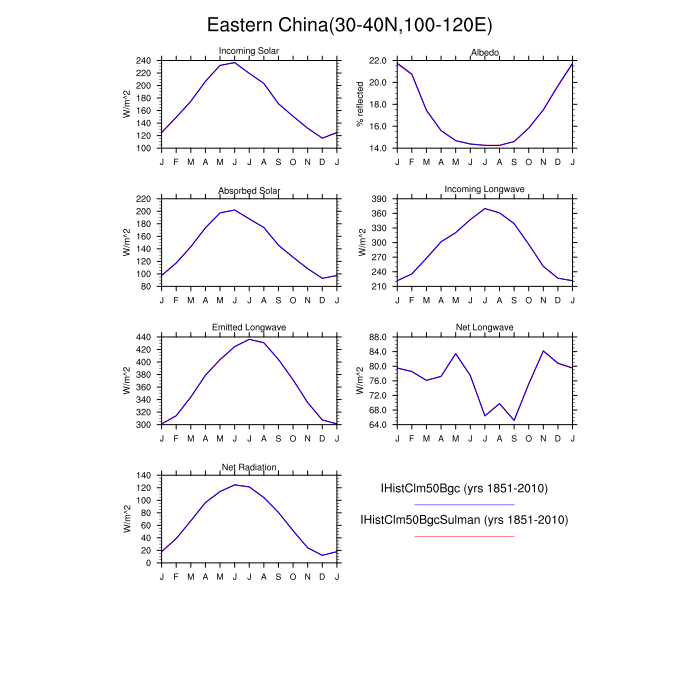 Eastern China(30-40N,100-120E)
Incoming Solar
W/m^2
240
220
200
180
160
140
120
100
J F M A M J J A S O N D J
Albedo
% reflected
22.0
20.0
18.0
16.0
14.0
J F M A M J J A S O N D J
Absorbed Solar
W/m^2
220
200
180
160
140
120
100
80
J F M A M J J A S O N D J
Incoming Longwave
W/m^2
390
360
330
300
270
240
210
J F M A M J J A S O N D J
Emitted Longwave
W/m^2
440
420
400
380
360
340
320
300
J F M A M J J A S O N D J
Net Longwave
W/m^2
88.0
84.0
80.0
76.0
72.0
68.0
64.0
J F M A M J J A S O N D J
Net Radiation
W/m^2
140
120
100
80
60
40
20
0
J F M A M J J A S O N D J
IHistClm50Bgc (yrs 1851-2010)
IHistClm50BgcSulman (yrs 1851-2010)